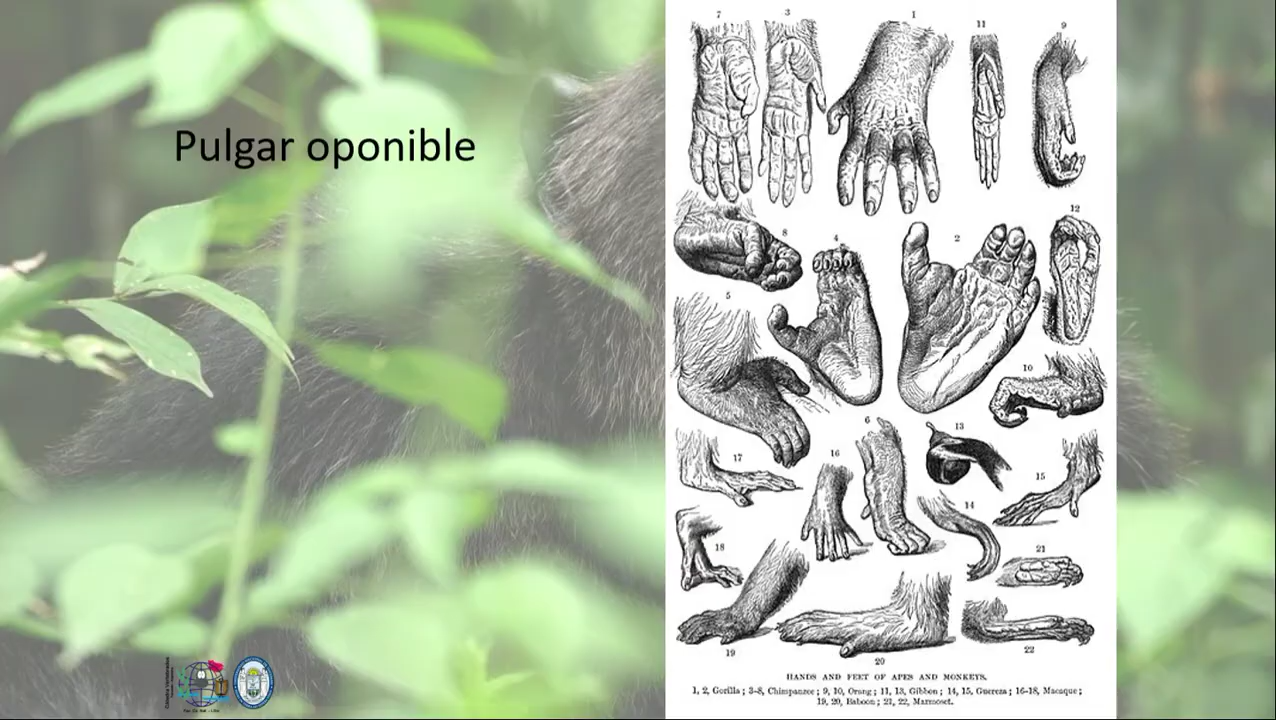 Pulgar oponible
7 3 1 11 9
8 4 2 12
5
10
6 13
17 16 15
14
18 21
19 20 22
HANDS AND FEET OF APES AND MONKEYS.
1, 2, Gorilla; 3-8, Chimpanzee; 9, 10, Orang; 11, 13, Gibbon; 14, 15, Guereza; 16-18, Macaque;
19, 20, Baboon; 21, 22, Marmoset.